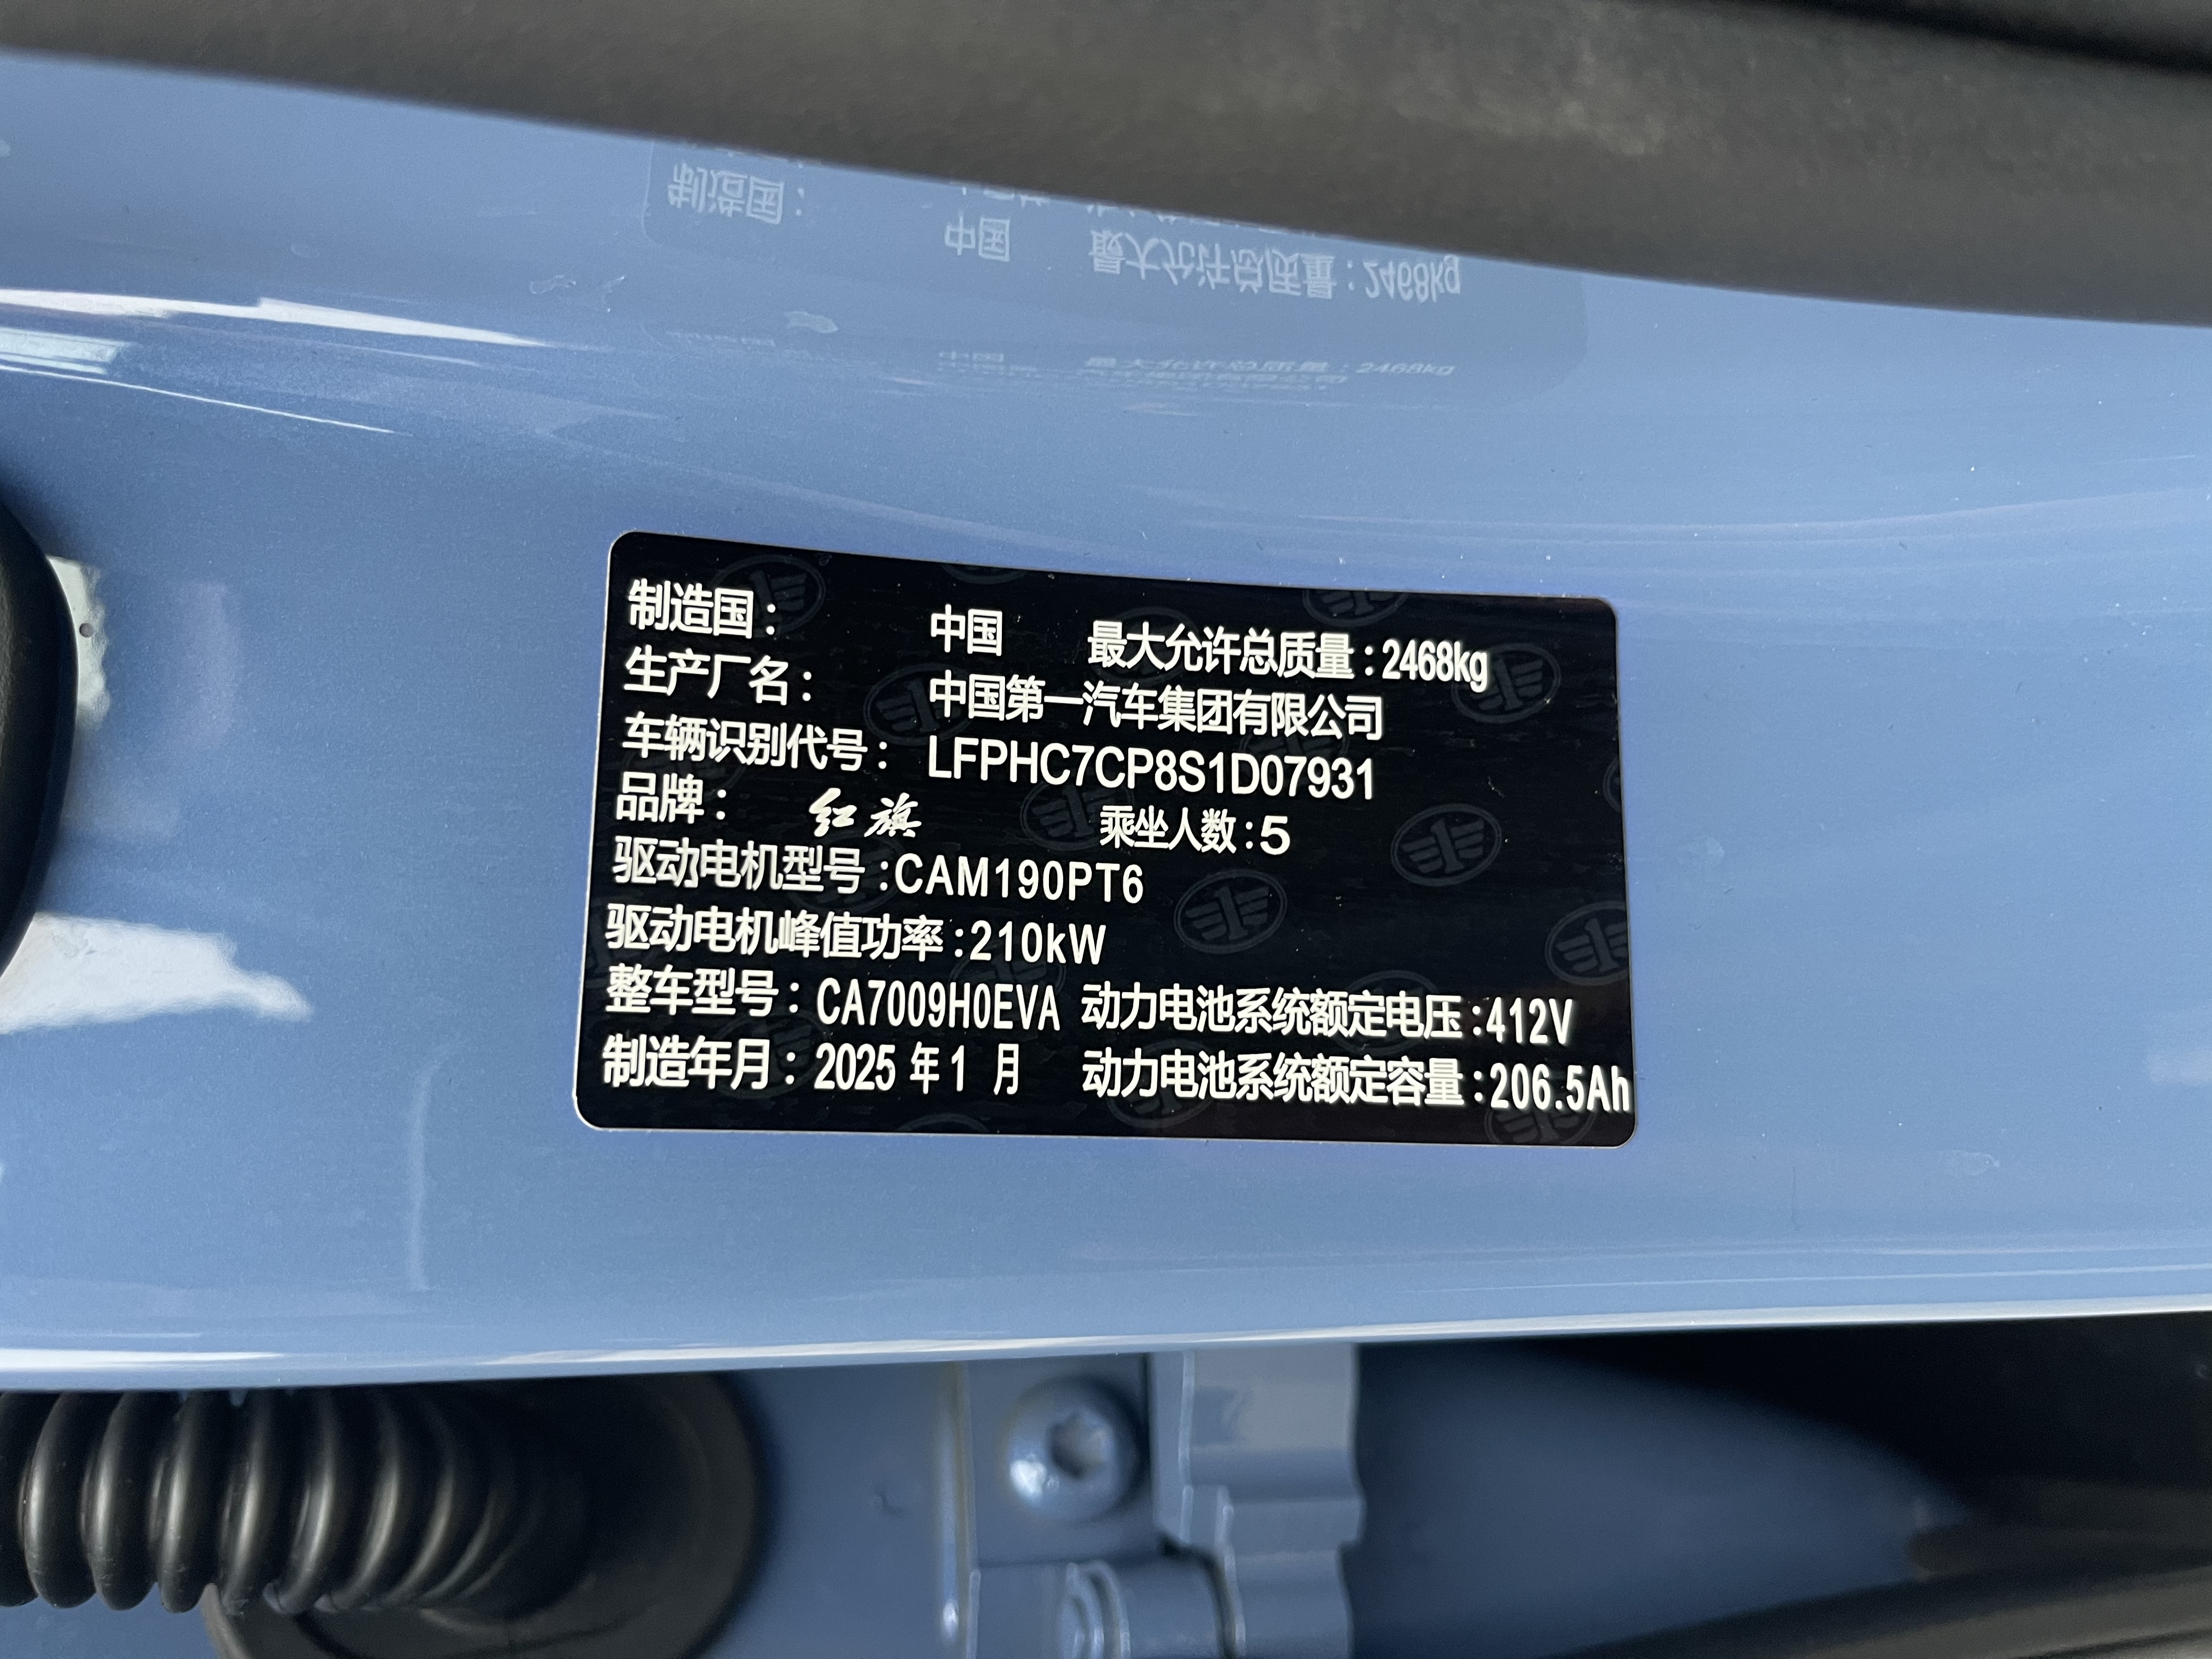 制造国： 中国 最大允许总质量：2468kg
生产厂名： 中国第一汽车集团有限公司
车辆识别代号： LFPHC7CP8S1D07931
品牌： 红旗 乘坐人数：5
驱动电机型号：CAM190PT6
驱动电机峰值功率：210kW
整车型号：CA7009H0EVA 动力电池系统额定电压：412V
制造年月：2025年1月 动力电池系统额定容量：206.5Ah